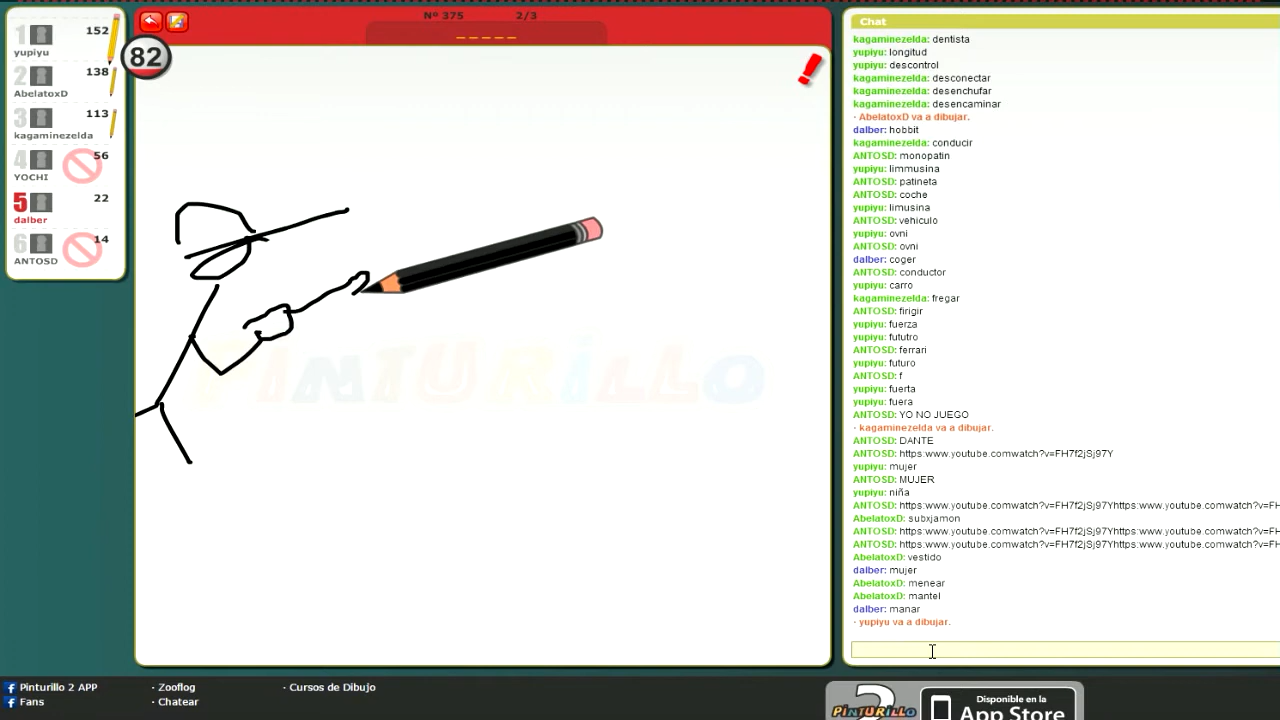 1 152
yupiyu
2 138
AbelatoxD
3 113
kagaminezelda
4 56
YOCHI
5 22
dalber
6 14
ANTOSD
82
Nº 375 2/3
_ _ _ _ _
PINTURILLO
Chat
kagaminezelda: dentista
yupiyu: longitud
yupiyu: descontrol
kagaminezelda: desconectar
kagaminezelda: desenchufar
kagaminezelda: desencaminar
· AbelatoxD va a dibujar.
dalber: hobbit
kagaminezelda: conducir
ANTOSD: monopatin
yupiyu: limmusina
ANTOSD: patineta
ANTOSD: coche
yupiyu: limusina
ANTOSD: vehiculo
yupiyu: ovni
ANTOSD: ovni
dalber: coger
ANTOSD: conductor
yupiyu: carro
kagaminezelda: fregar
ANTOSD: firigir
yupiyu: fuerza
yupiyu: fututro
ANTOSD: ferrari
yupiyu: futuro
ANTOSD: f
yupiyu: fuerta
yupiyu: fuera
ANTOSD: YO NO JUEGO
· kagaminezelda va a dibujar.
ANTOSD: DANTE
ANTOSD: https:www.youtube.comwatch?v=FH7f2jSj97Y
yupiyu: mujer
ANTOSD: MUJER
yupiyu: niña
ANTOSD: https:www.youtube.comwatch?v=FH7f2jSj97Yhttps:www.youtube.comwatch?v=FH
AbelatoxD: subxjamon
ANTOSD: https:www.youtube.comwatch?v=FH7f2jSj97Yhttps:www.youtube.comwatch?v=FH
ANTOSD: https:www.youtube.comwatch?v=FH7f2jSj97Yhttps:www.youtube.comwatch?v=FH
AbelatoxD: vestido
dalber: mujer
AbelatoxD: menear
AbelatoxD: mantel
dalber: manar
· yupiyu va a dibujar.
f Pinturillo 2 APP · Zooflog · Cursos de Dibujo
f Fans · Chatear
2
PINTURILLO
Disponible en la
App Store